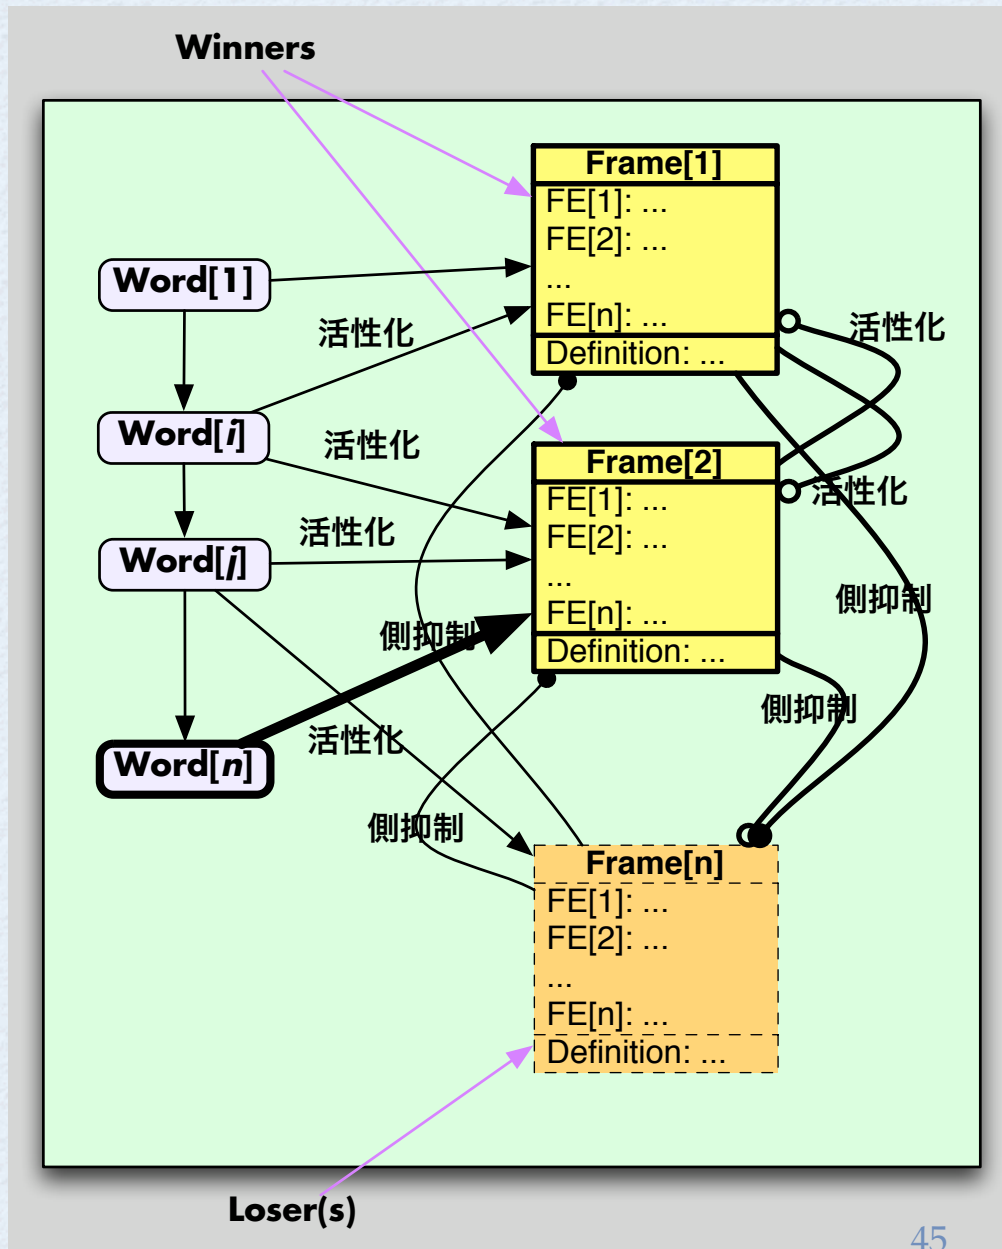 Winners
Frame[1]
FE[1]: ...
FE[2]: ...
...
FE[n]: ...
Definition: ...
Word[1]
活性化
活性化
Word[i]
活性化
Frame[2]
FE[1]: ...
FE[2]: ...
...
FE[n]: ...
Definition: ...
活性化
活性化
Word[j]
側抑制
側抑制
側抑制
活性化
Word[n]
側抑制
Frame[n]
FE[1]: ...
FE[2]: ...
...
FE[n]: ...
Definition: ...
Loser(s)
45